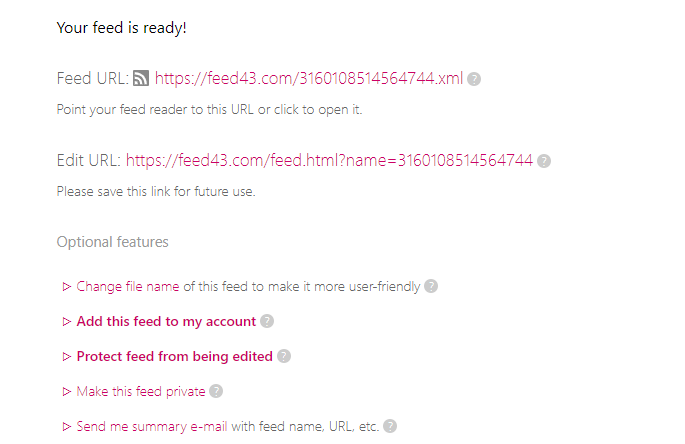 Your feed is ready!
Feed URL: https://feed43.com/3160108514564744.xml ?
Point your feed reader to this URL or click to open it.
Edit URL: https://feed43.com/feed.html?name=3160108514564744 ?
Please save this link for future use.
Optional features
▷ Change file name of this feed to make it more user-friendly ?
▷ Add this feed to my account ?
▷ Protect feed from being edited ?
▷ Make this feed private ?
▷ Send me summary e-mail with feed name, URL, etc. ?